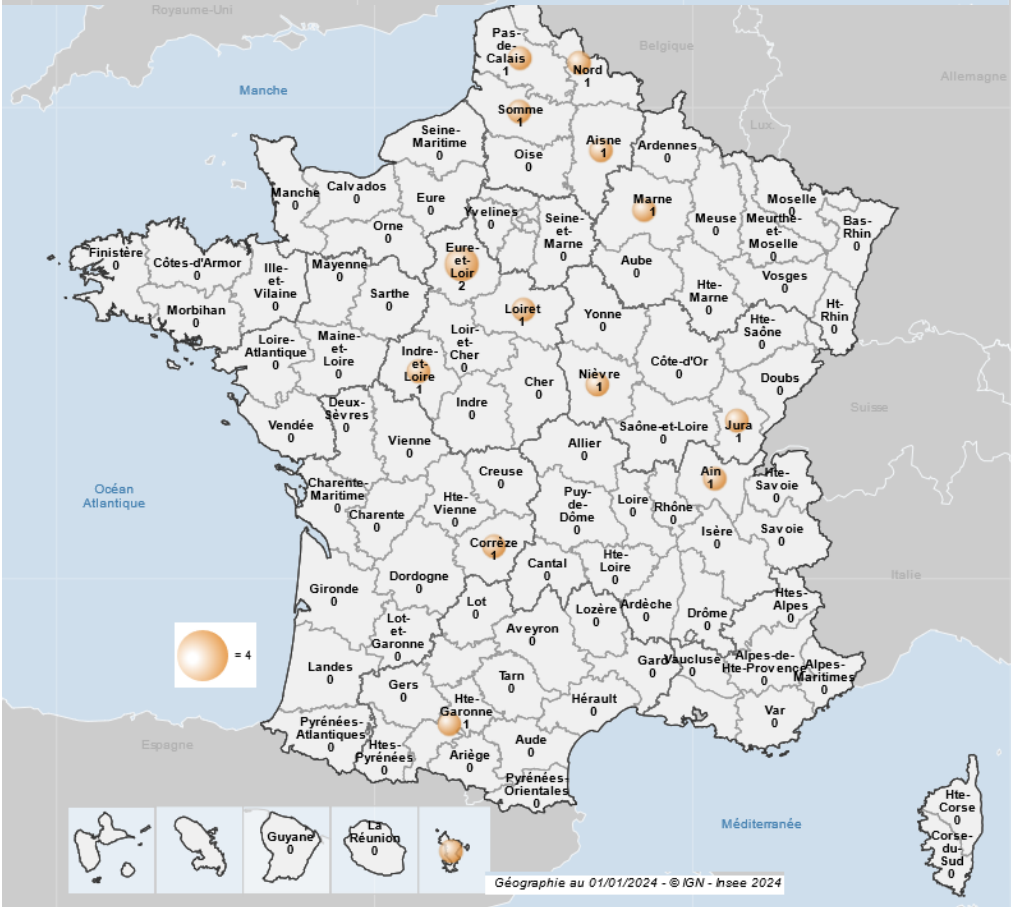 Royaume-Uni
Belgique
Allemagne
Lux.
Manche
Pas-
de-
Calais
1
Nord
1
Somme
1
Aisne
1
Ardennes
0
Seine-
Maritime
0
Oise
0
Manche
0
Calvados
0
Eure
0
Yvelines
0
Seine-
et-
Marne
0
Marne
1
Meuse
0
Moselle
0
Meurthe-
et-
Moselle
0
Bas-
Rhin
0
Orne
0
Eure-
et-
Loir
2
Aube
0
Hte-
Marne
0
Vosges
0
Ht-
Rhin
0
Finistère
0
Côtes-d'Armor
0
Ille-
et-
Vilaine
0
Mayenne
0
Sarthe
0
Morbihan
0
Loiret
1
Yonne
0
Hte-
Saône
0
Loire-
Atlantique
0
Maine-
et-
Loire
0
Indre-
et-
Loire
1
Loir-
et-
Cher
0
Cher
0
Nièvre
1
Côte-d'Or
0
Doubs
0
Vendée
0
Deux-
Sèvres
0
Vienne
0
Indre
0
Saône-et-Loire
0
Jura
1
Suisse
Allier
0
Creuse
0
Ain
1
Hte-
Savoie
0
Océan
Atlantique
Charente-
Maritime
0
Charente
0
Hte-
Vienne
0
Puy-
de-
Dôme
0
Loire
0
Rhône
0
Isère
0
Savoie
0
Corrèze
1
Cantal
0
Hte-
Loire
0
Italie
Gironde
0
Dordogne
0
Lot
0
Lozère
0
Ardèche
0
Drôme
0
Htes-
Alpes
0
Lot-
et-
Garonne
0
Aveyron
0
= 4
Landes
0
Gers
0
Tarn
0
Gard
0
Vaucluse
0
Alpes-de-
Hte-Provence
0
Alpes-
Maritimes
0
Hte-
Garonne
1
Hérault
0
Var
0
Pyrénées-
Atlantiques
0
Htes-
Pyrénées
0
Ariège
0
Aude
0
Pyrénées-
Orientales
0
Espagne
Méditerranée
Hte-
Corse
0
Corse-
du-
Sud
0
Guyane
0
La
Réunion
0
Géographie au 01/01/2024 - © IGN - Insee 2024